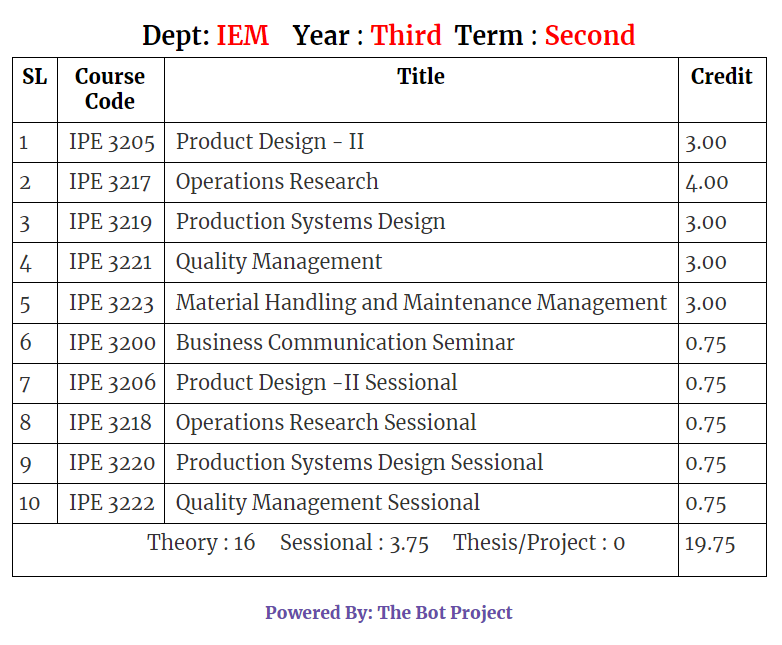 Dept: IEM Year : Third Term : Second
SL Course Code Title Credit
1 IPE 3205 Product Design - II 3.00
2 IPE 3217 Operations Research 4.00
3 IPE 3219 Production Systems Design 3.00
4 IPE 3221 Quality Management 3.00
5 IPE 3223 Material Handling and Maintenance Management 3.00
6 IPE 3200 Business Communication Seminar 0.75
7 IPE 3206 Product Design -II Sessional 0.75
8 IPE 3218 Operations Research Sessional 0.75
9 IPE 3220 Production Systems Design Sessional 0.75
10 IPE 3222 Quality Management Sessional 0.75
Theory : 16 Sessional : 3.75 Thesis/Project : 0 19.75
Powered By: The Bot Project